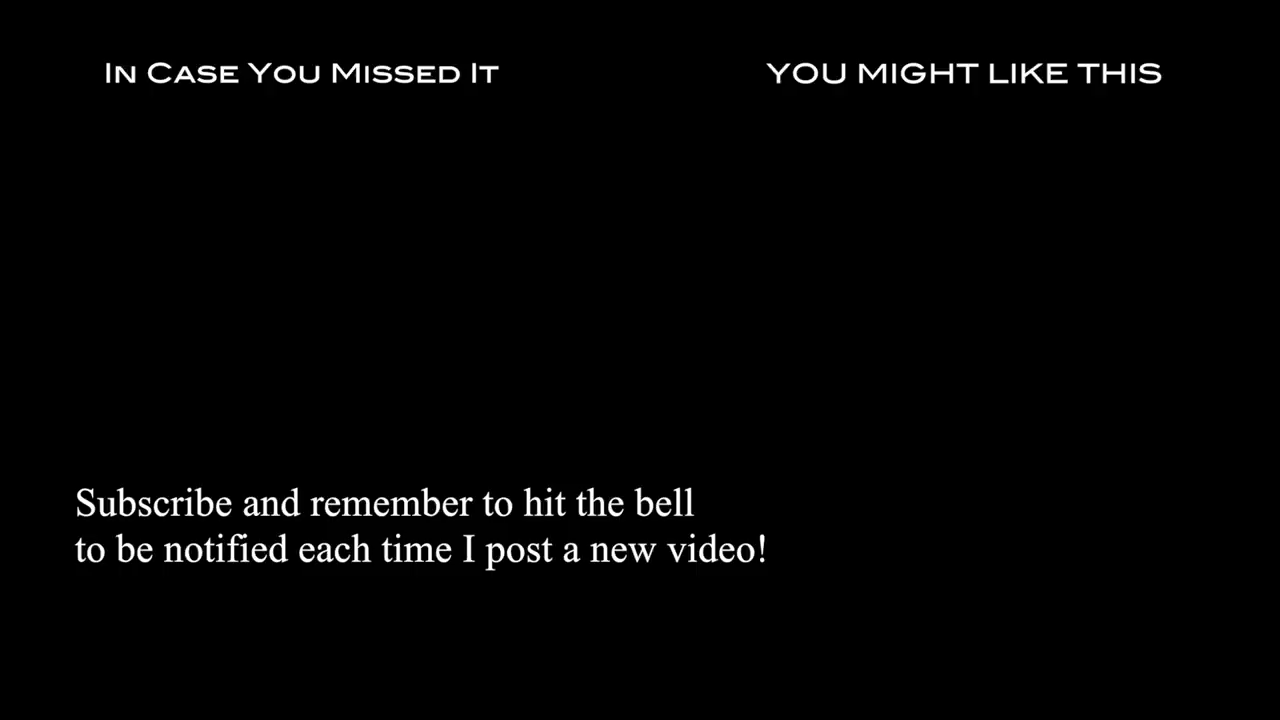 In Case You Missed It
YOU MIGHT LIKE THIS
Subscribe and remember to hit the bell
to be notified each time I post a new video!